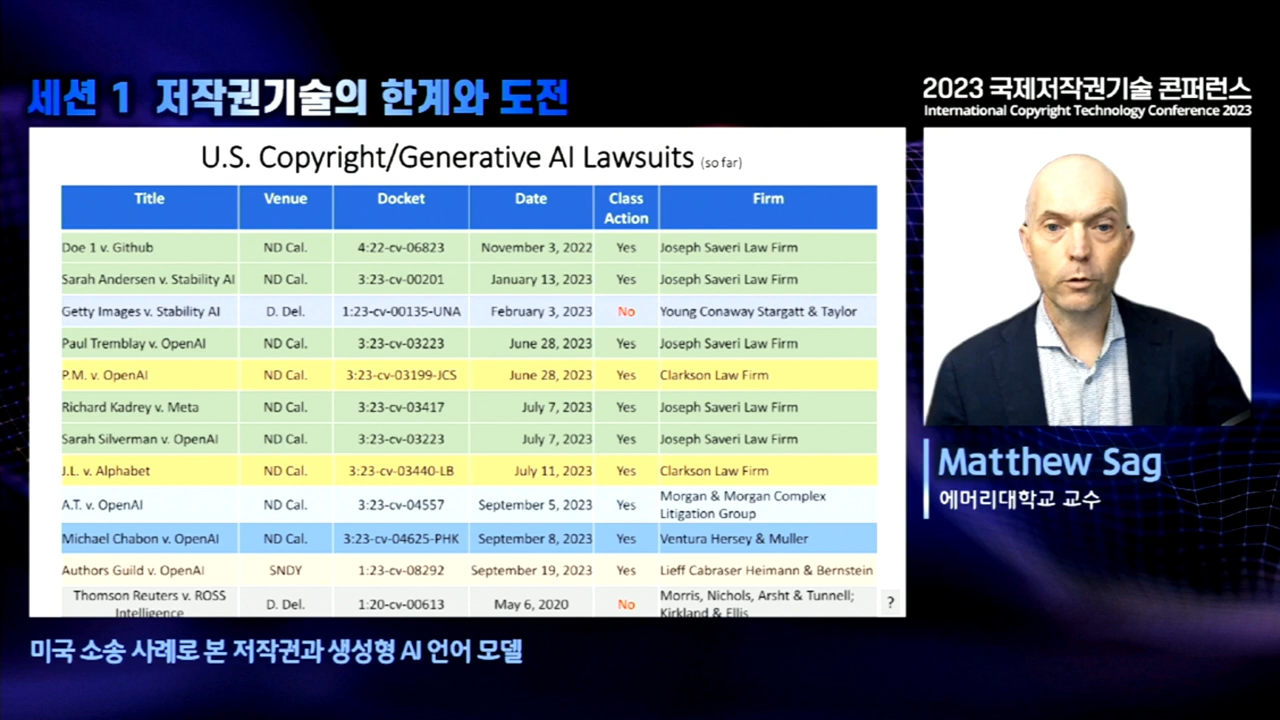 세션 1 저작권기술의 한계와 도전
2023 국제저작권기술 콘퍼런스
International Copyright Technology Conference 2023
U.S. Copyright/Generative AI Lawsuits (so far)
Title Venue Docket Date Class Action Firm
Doe 1 v. Github ND Cal. 4:22-cv-06823 November 3, 2022 Yes Joseph Saveri Law Firm
Sarah Andersen v. Stability AI ND Cal. 3:23-cv-00201 January 13, 2023 Yes Joseph Saveri Law Firm
Getty Images v. Stability AI D. Del. 1:23-cv-00135-UNA February 3, 2023 No Young Conaway Stargatt & Taylor
Paul Tremblay v. OpenAI ND Cal. 3:23-cv-03223 June 28, 2023 Yes Joseph Saveri Law Firm
P.M. v. OpenAI ND Cal. 3:23-cv-03199-JCS June 28, 2023 Yes Clarkson Law Firm
Richard Kadrey v. Meta ND Cal. 3:23-cv-03417 July 7, 2023 Yes Joseph Saveri Law Firm
Sarah Silverman v. OpenAI ND Cal. 3:23-cv-03223 July 7, 2023 Yes Joseph Saveri Law Firm
J.L. v. Alphabet ND Cal. 3:23-cv-03440-LB July 11, 2023 Yes Clarkson Law Firm
A.T. v. OpenAI ND Cal. 3:23-cv-04557 September 5, 2023 Yes Morgan & Morgan Complex Litigation Group
Michael Chabon v. OpenAI ND Cal. 3:23-cv-04625-PHK September 8, 2023 Yes Ventura Hersey & Muller
Authors Guild v. OpenAI SNDY 1:23-cv-08292 September 19, 2023 Yes Lieff Cabraser Heimann & Bernstein
Thomson Reuters v. ROSS Intelligence D. Del. 1:20-cv-00613 May 6, 2020 No Morris, Nichols, Arsht & Tunnell; Kirkland & Ellis
?
Matthew Sag
에머리대학교 교수
미국 소송 사례로 본 저작권과 생성형 AI 언어 모델